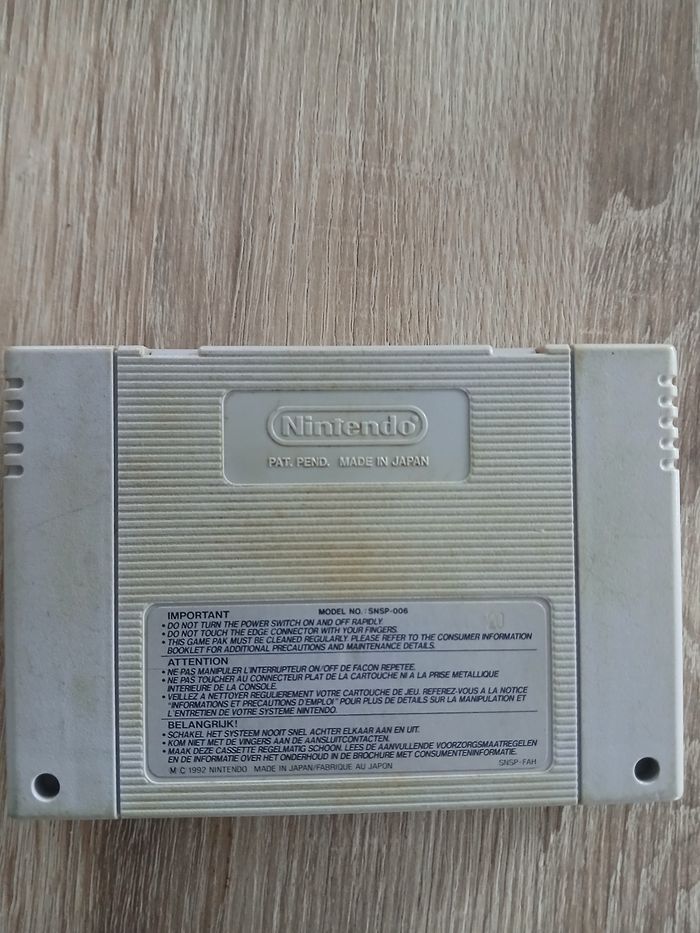 Nintendo
PAT. PEND. MADE IN JAPAN
IMPORTANT MODEL NO.: SNSP-006
• DO NOT TURN THE POWER SWITCH ON AND OFF RAPIDLY.
• DO NOT TOUCH THE EDGE CONNECTOR WITH YOUR FINGERS.
• THIS GAME PAK MUST BE CLEANED REGULARLY. PLEASE REFER TO THE CONSUMER INFORMATION
BOOKLET FOR ADDITIONAL PRECAUTIONS AND MAINTENANCE DETAILS.
ATTENTION
• NE PAS MANIPULER L'INTERRUPTEUR ON/OFF DE FACON REPETEE.
• NE PAS TOUCHER AU CONNECTEUR PLAT DE LA CARTOUCHE NI A LA PRISE METALLIQUE
INTERIEURE DE LA CONSOLE.
• VEILLEZ A NETTOYER REGULIEREMENT VOTRE CARTOUCHE DE JEU. REFEREZ-VOUS A LA NOTICE
"INFORMATIONS ET PRECAUTIONS D'EMPLOI" POUR PLUS DE DETAILS SUR LA MANIPULATION ET
L'ENTRETIEN DE VOTRE SYSTEME NINTENDO.
BELANGRIJK!
• SCHAKEL HET SYSTEEM NOOIT SNEL ACHTER ELKAAR AAN EN UIT.
• KOM NIET MET DE VINGERS AAN DE AANSLUITCONTACTEN.
• MAAK DEZE CASSETTE REGELMATIG SCHOON. LEES DE AANVULLENDE VOORZORGSMAATREGELEN
EN DE INFORMATIE OVER HET ONDERHOUD IN DE BROCHURE MET CONSUMENTENINFORMATIE.
M C 1992 NINTENDO MADE IN JAPAN/FABRIQUE AU JAPON SNSP-FAH